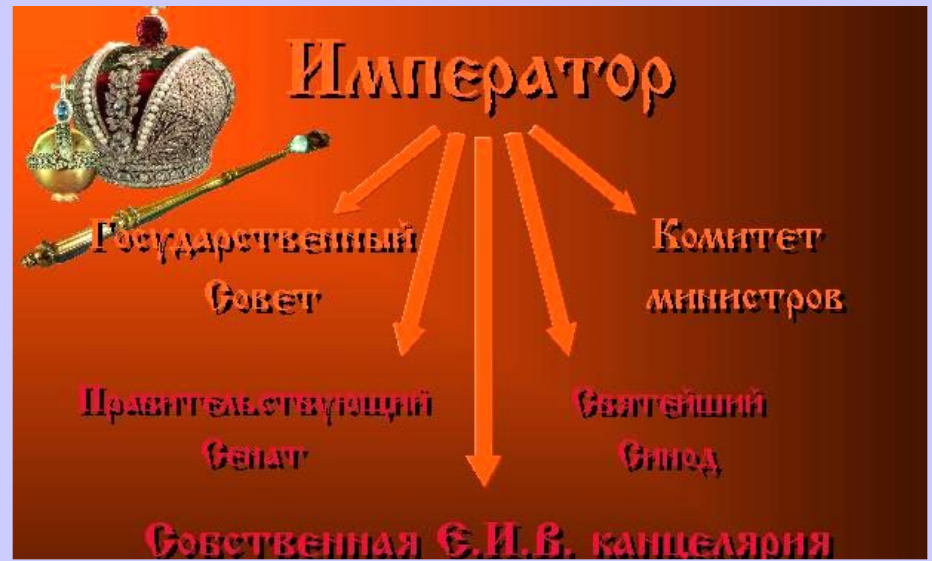 Император
Государственный
Совет
Комитет
министров
Правительствующий
Сенат
Святейший
Синод
Собственная Е.И.В. канцелярия